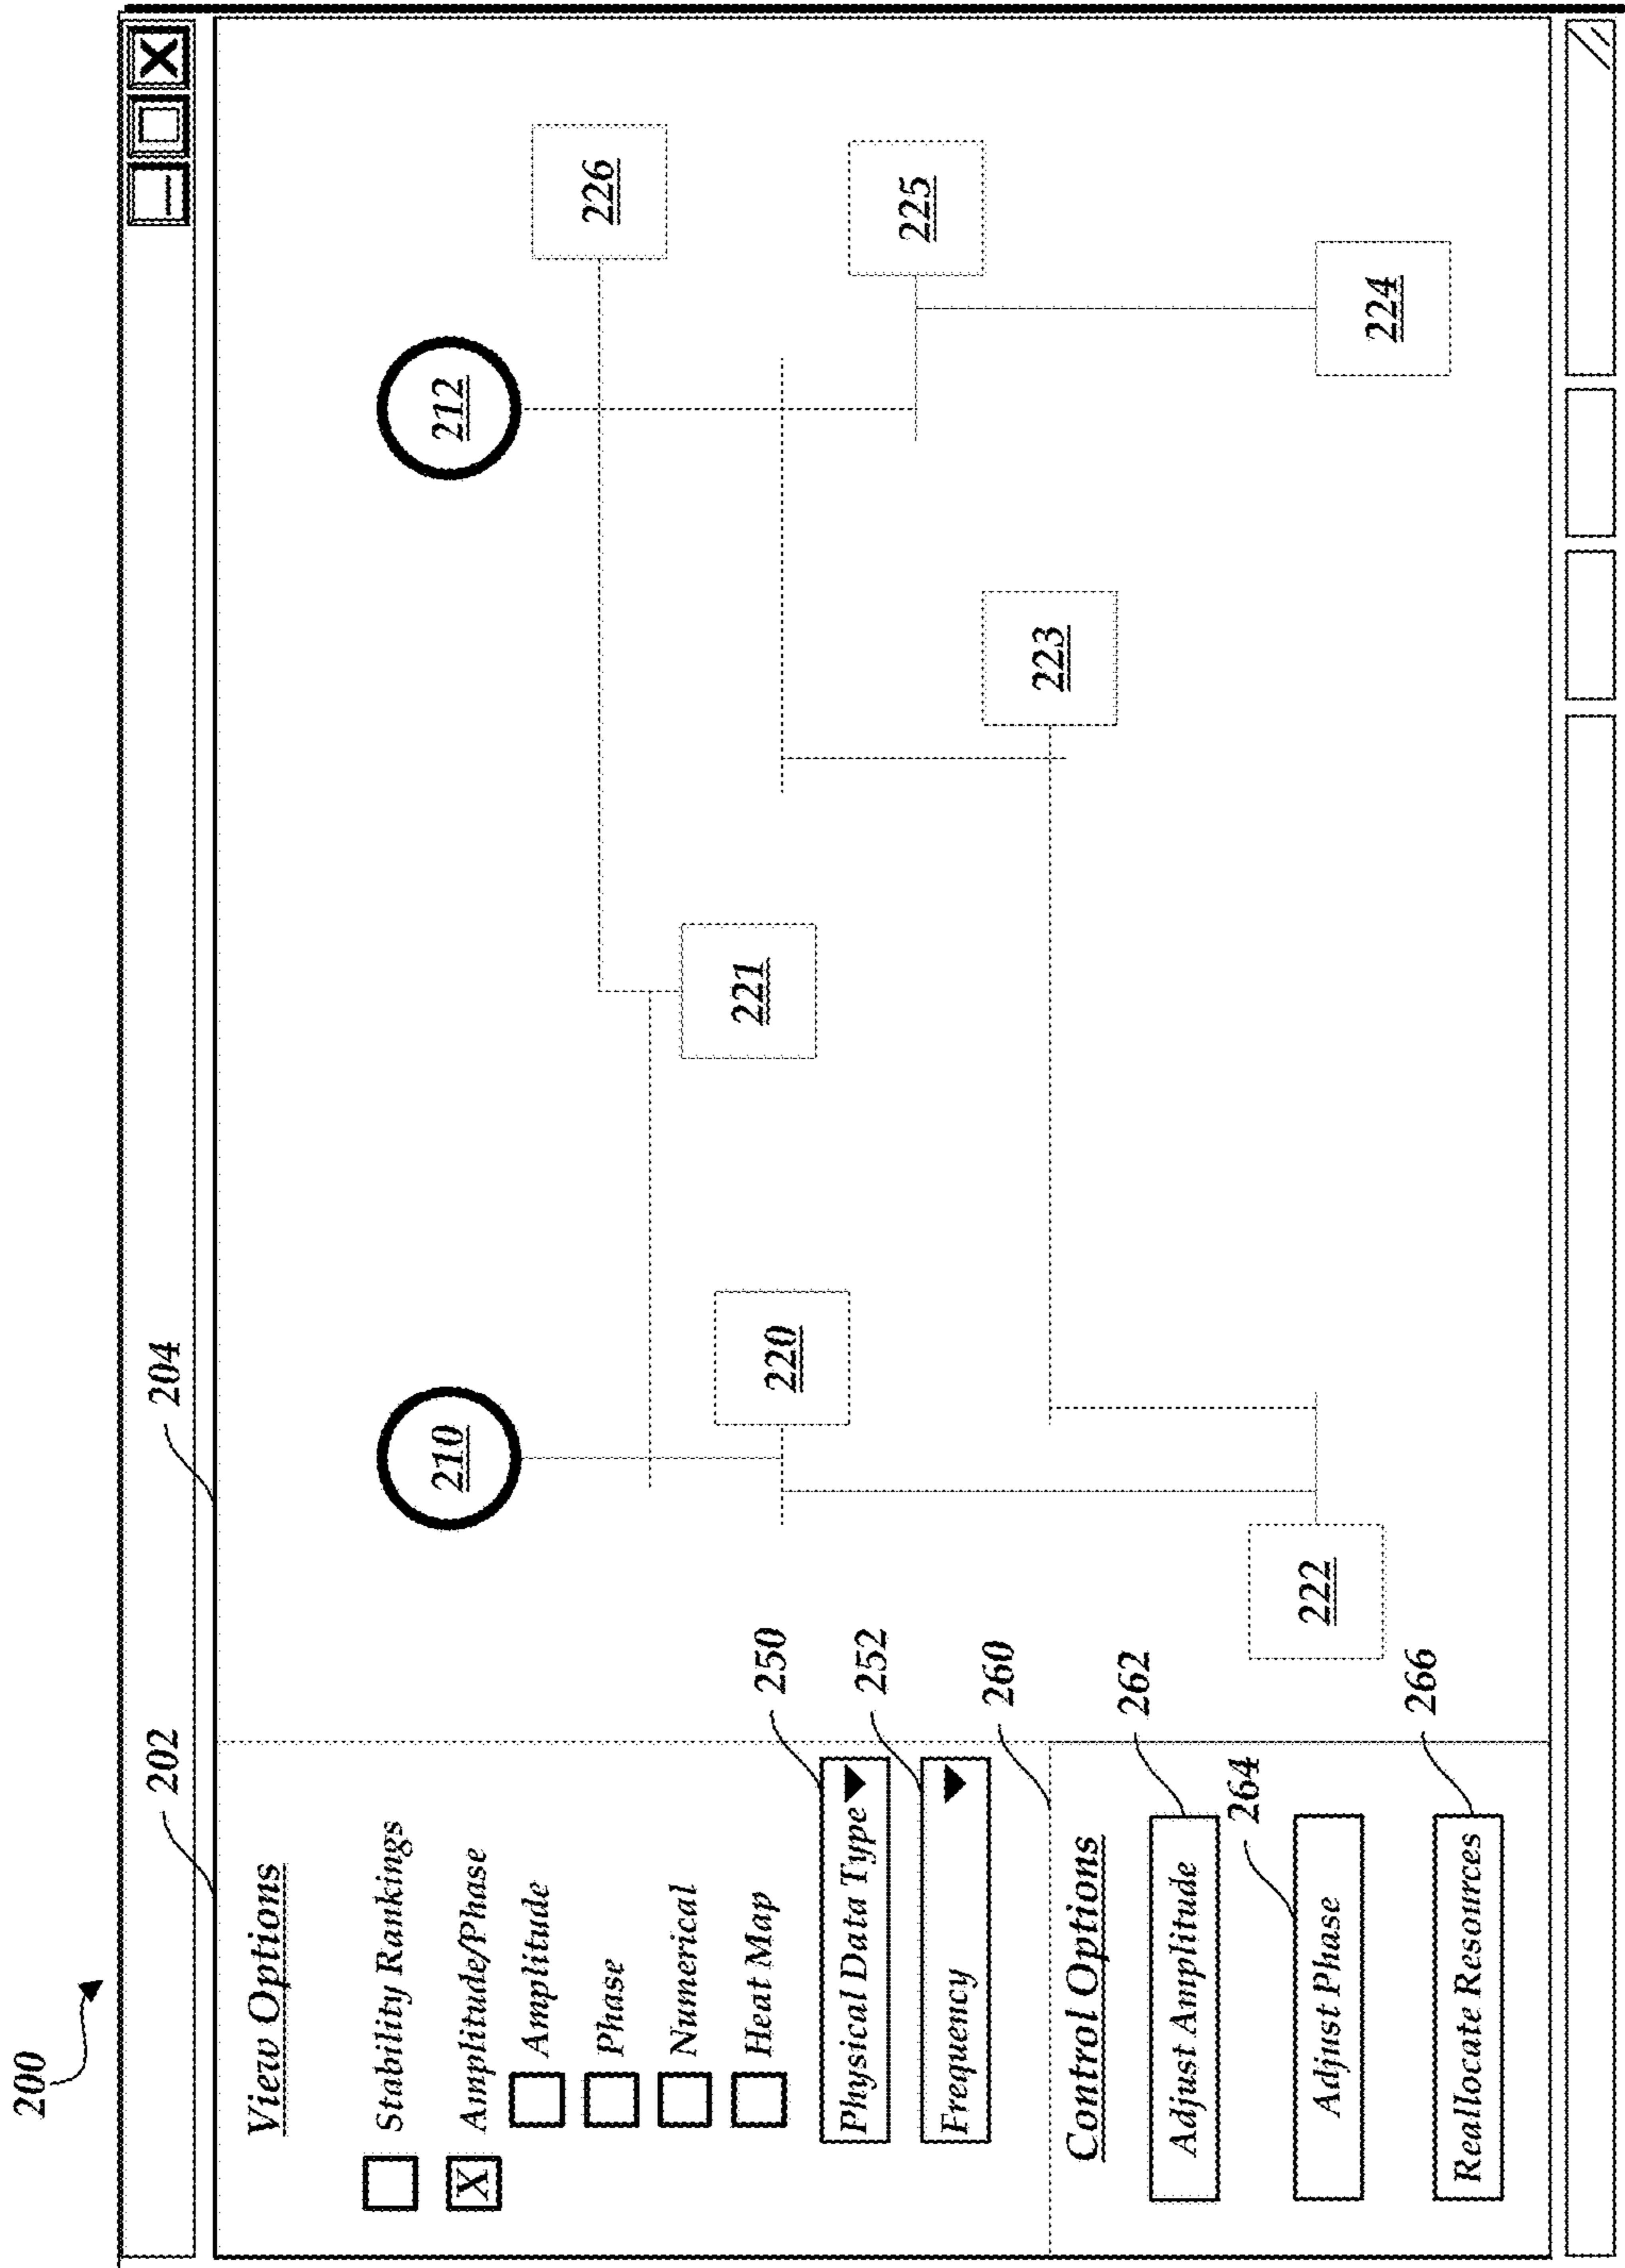 200
202
204
View Options
Stability Rankings
X Amplitude/Phase
Amplitude
Phase
Numerical
Heat Map
Physical Data Type
250
Frequency
252
260
Control Options
Adjust Amplitude
262
264
Adjust Phase
Reallocate Resources
266
210
212
226
220
221
225
223
222
224